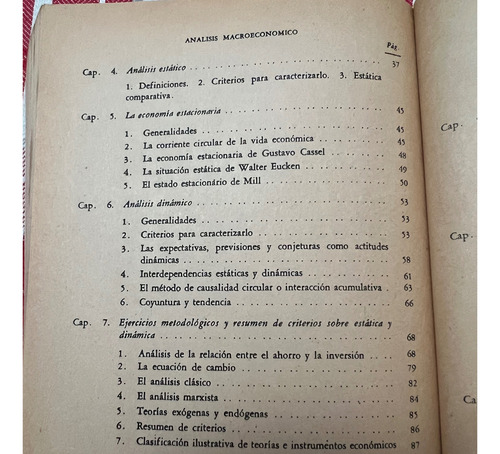 ANALISIS MACROECONOMICO
Pág.
Cap. 4. Análisis estático 37
1. Definiciones. 2. Criterios para caracterizarlo. 3. Estática
comparativa.
Cap. 5. La economía estacionaria 45
1. Generalidades 45
2. La corriente circular de la vida económica 45
3. La economía estacionaria de Gustavo Cassel 48
4. La situación estática de Walter Eucken 49
5. El estado estacionário de Mill 50
Cap. 6. Análisis dinámico 53
1. Generalidades 53
2. Criterios para caracterizarlo 53
3. Las expectativas, previsiones y conjeturas como actitudes
dinámicas 58
4. Interdependencias estáticas y dinámicas 61
5. El método de causalidad circular o interacción acumulativa 63
6. Coyuntura y tendencia 66
Cap. 7. Ejercicios metodológicos y resumen de criterios sobre estática y
dinámica 68
1. Análisis de la relación entre el ahorro y la inversión 68
2. La ecuación de cambio 79
3. El análisis clásico 82
4. El análisis marxista 84
5. Teorías exógenas y endógenas 85
6. Resumen de criterios 86
7. Clasificación ilustrativa de teorías e instrumentos económicos 87
Cap.
Cap.
Cap.
Cap.